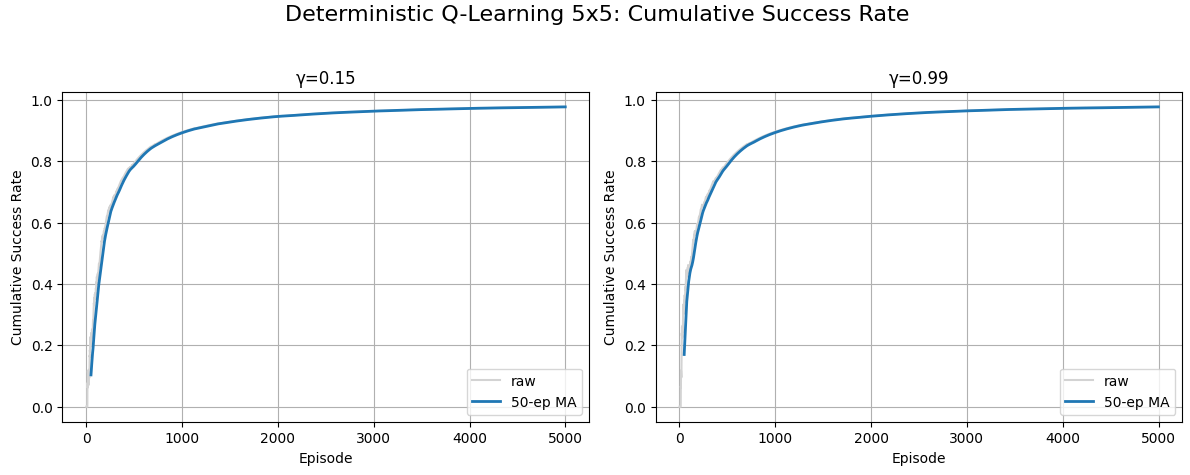 Deterministic Q-Learning 5x5: Cumulative Success Rate
γ=0.15
Cumulative Success Rate
1.0
0.8
0.6
0.4
0.2
0.0
raw
50-ep MA
0 1000 2000 3000 4000 5000
Episode
γ=0.99
Cumulative Success Rate
1.0
0.8
0.6
0.4
0.2
0.0
raw
50-ep MA
0 1000 2000 3000 4000 5000
Episode